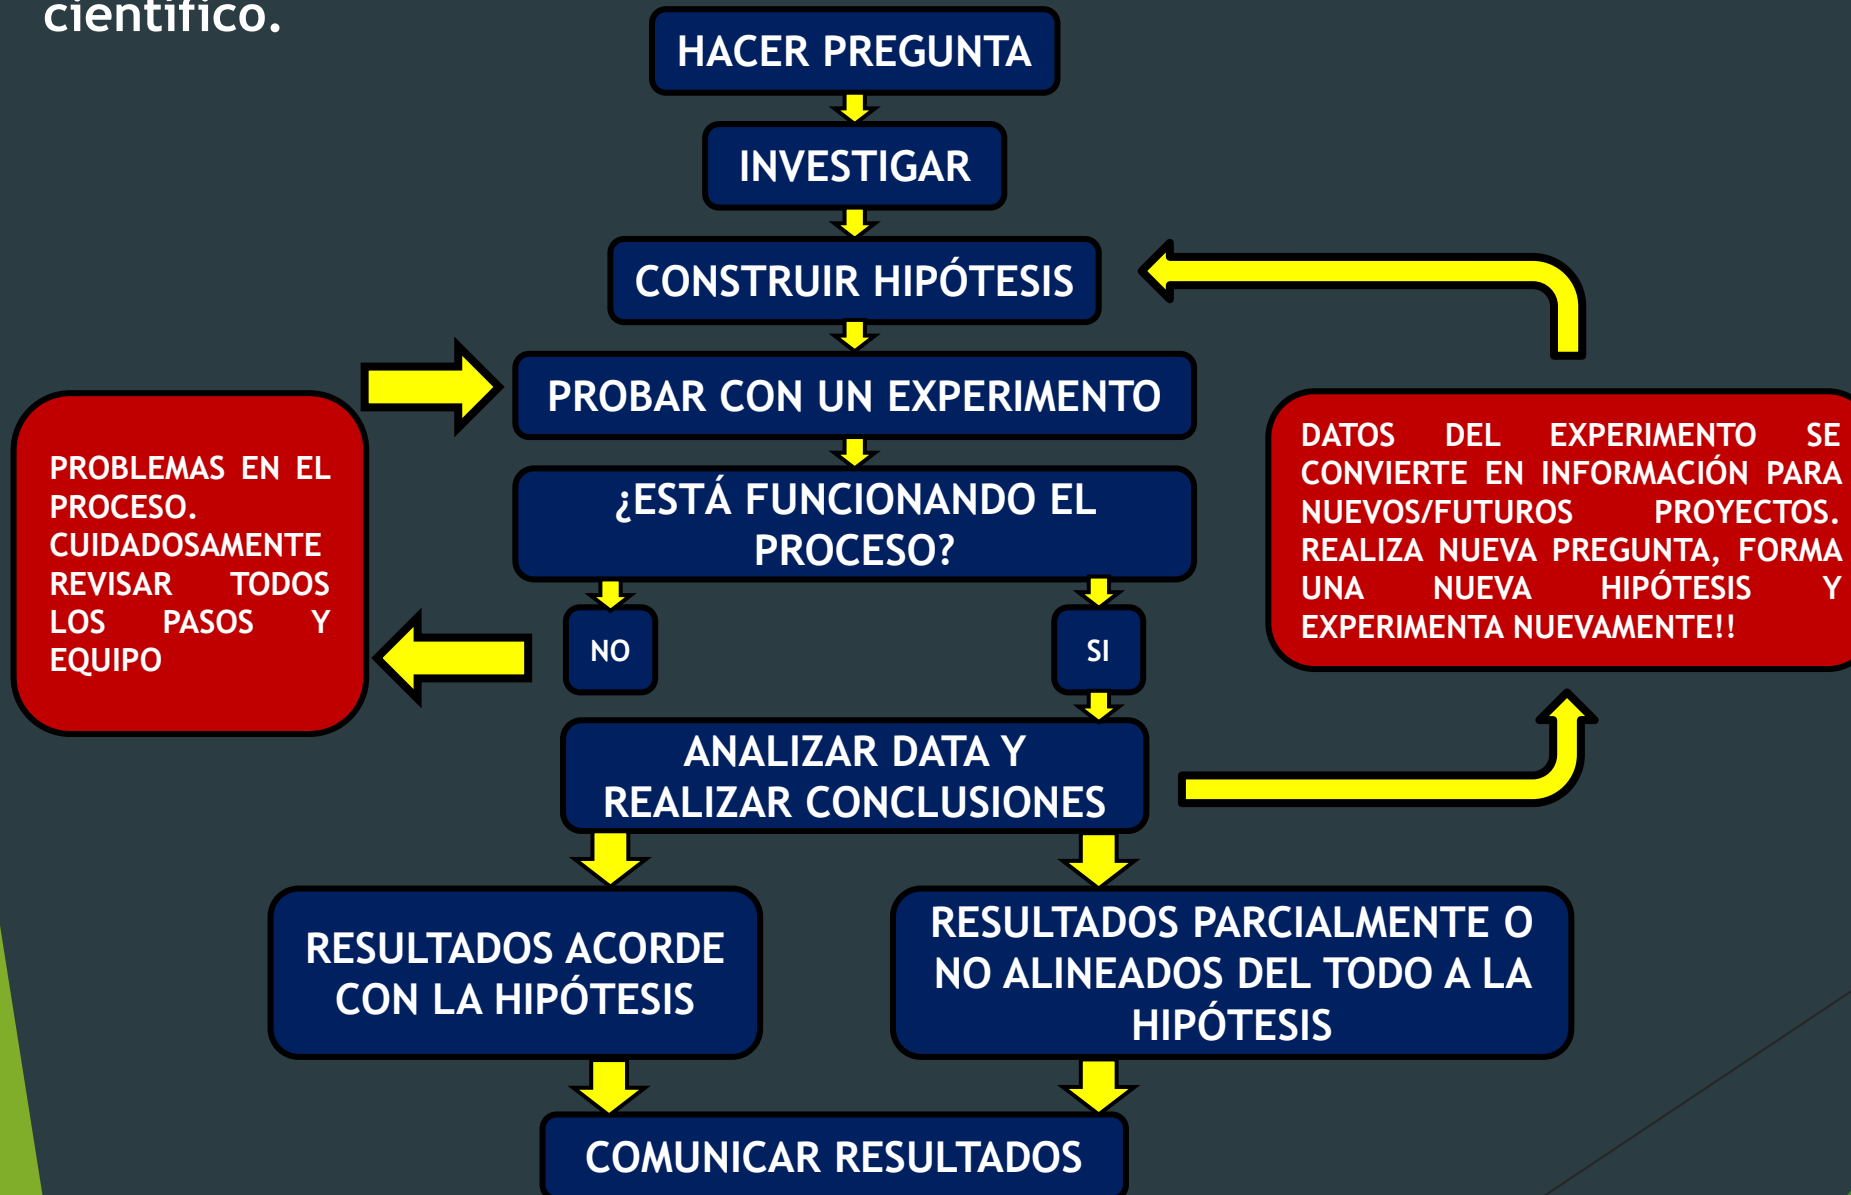 científico.
HACER PREGUNTA
INVESTIGAR
CONSTRUIR HIPÓTESIS
PROBAR CON UN EXPERIMENTO
¿ESTÁ FUNCIONANDO EL
PROCESO?
PROBLEMAS EN EL
PROCESO.
CUIDADOSAMENTE
REVISAR TODOS
LOS PASOS Y
EQUIPO
DATOS DEL EXPERIMENTO SE
CONVIERTE EN INFORMACIÓN PARA
NUEVOS/FUTUROS PROYECTOS.
REALIZA NUEVA PREGUNTA, FORMA
UNA NUEVA HIPÓTESIS Y
EXPERIMENTA NUEVAMENTE!!
NO
SI
ANALIZAR DATA Y
REALIZAR CONCLUSIONES
RESULTADOS ACORDE
CON LA HIPÓTESIS
RESULTADOS PARCIALMENTE O
NO ALINEADOS DEL TODO A LA
HIPÓTESIS
COMUNICAR RESULTADOS